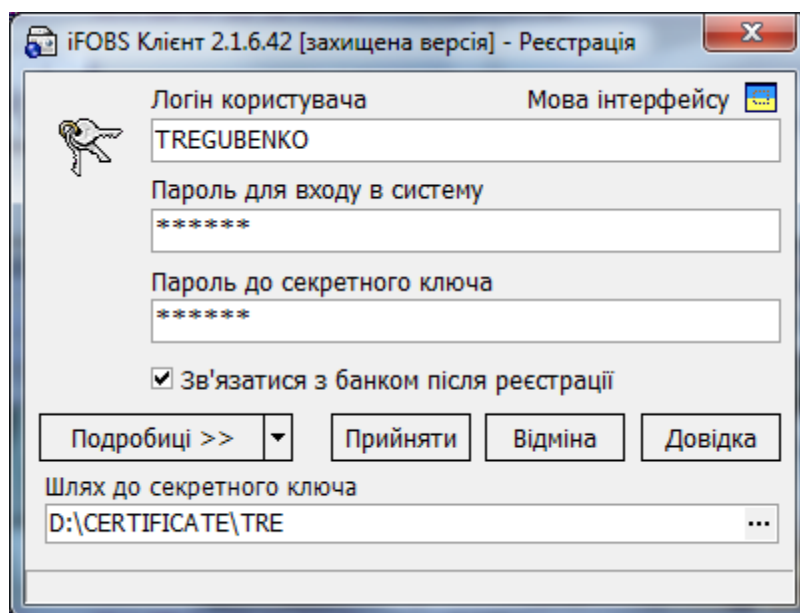 iFOBS Клієнт 2.1.6.42 [захищена версія] - Реєстрація
Логін користувача Мова інтерфейсу
TREGUBENKO
Пароль для входу в систему
******
Пароль до секретного ключа
******
Зв'язатися з банком після реєстрації
Подробиці >> Прийняти Відміна Довідка
Шлях до секретного ключа
D:\CERTIFICATE\TRE ...